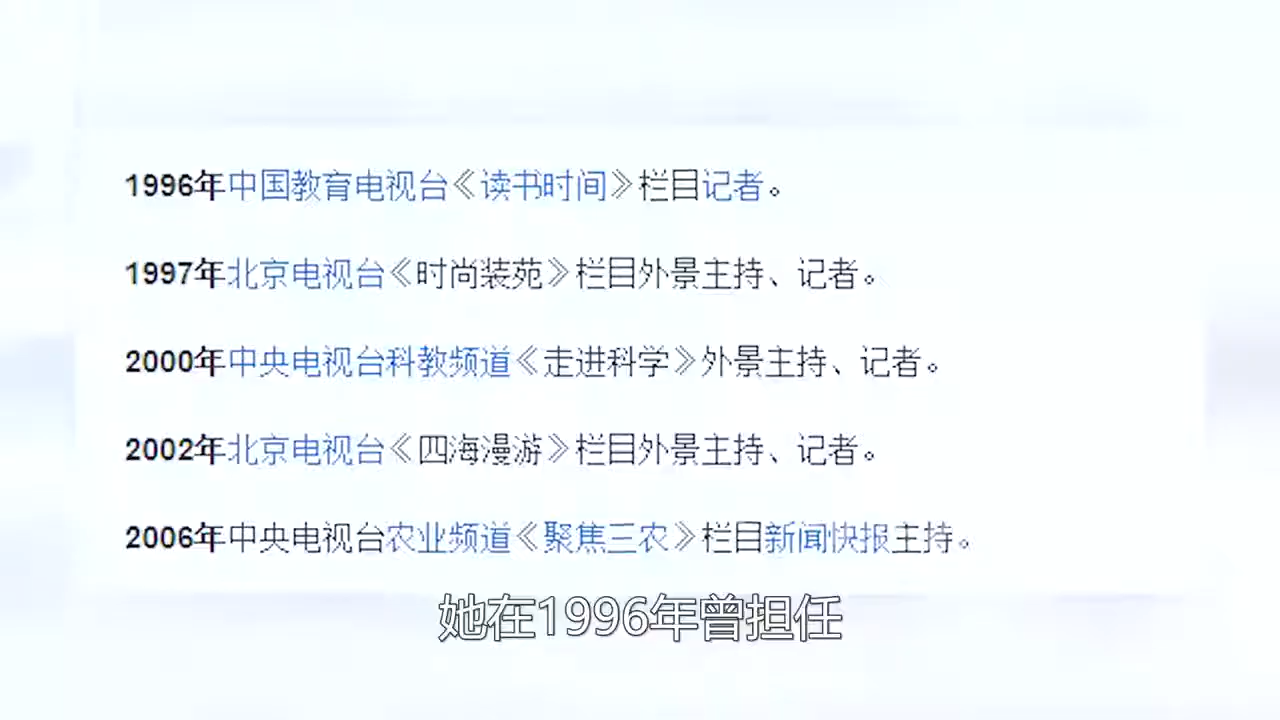 1996年中国教育电视台《读书时间》栏目记者。
1997年北京电视台《时尚装苑》栏目外景主持、记者。
2000年中央电视台科教频道《走进科学》外景主持、记者。
2002年北京电视台《四海漫游》栏目外景主持、记者。
2006年中央电视台农业频道《聚焦三农》栏目新闻快报主持。
她在1996年曾担任